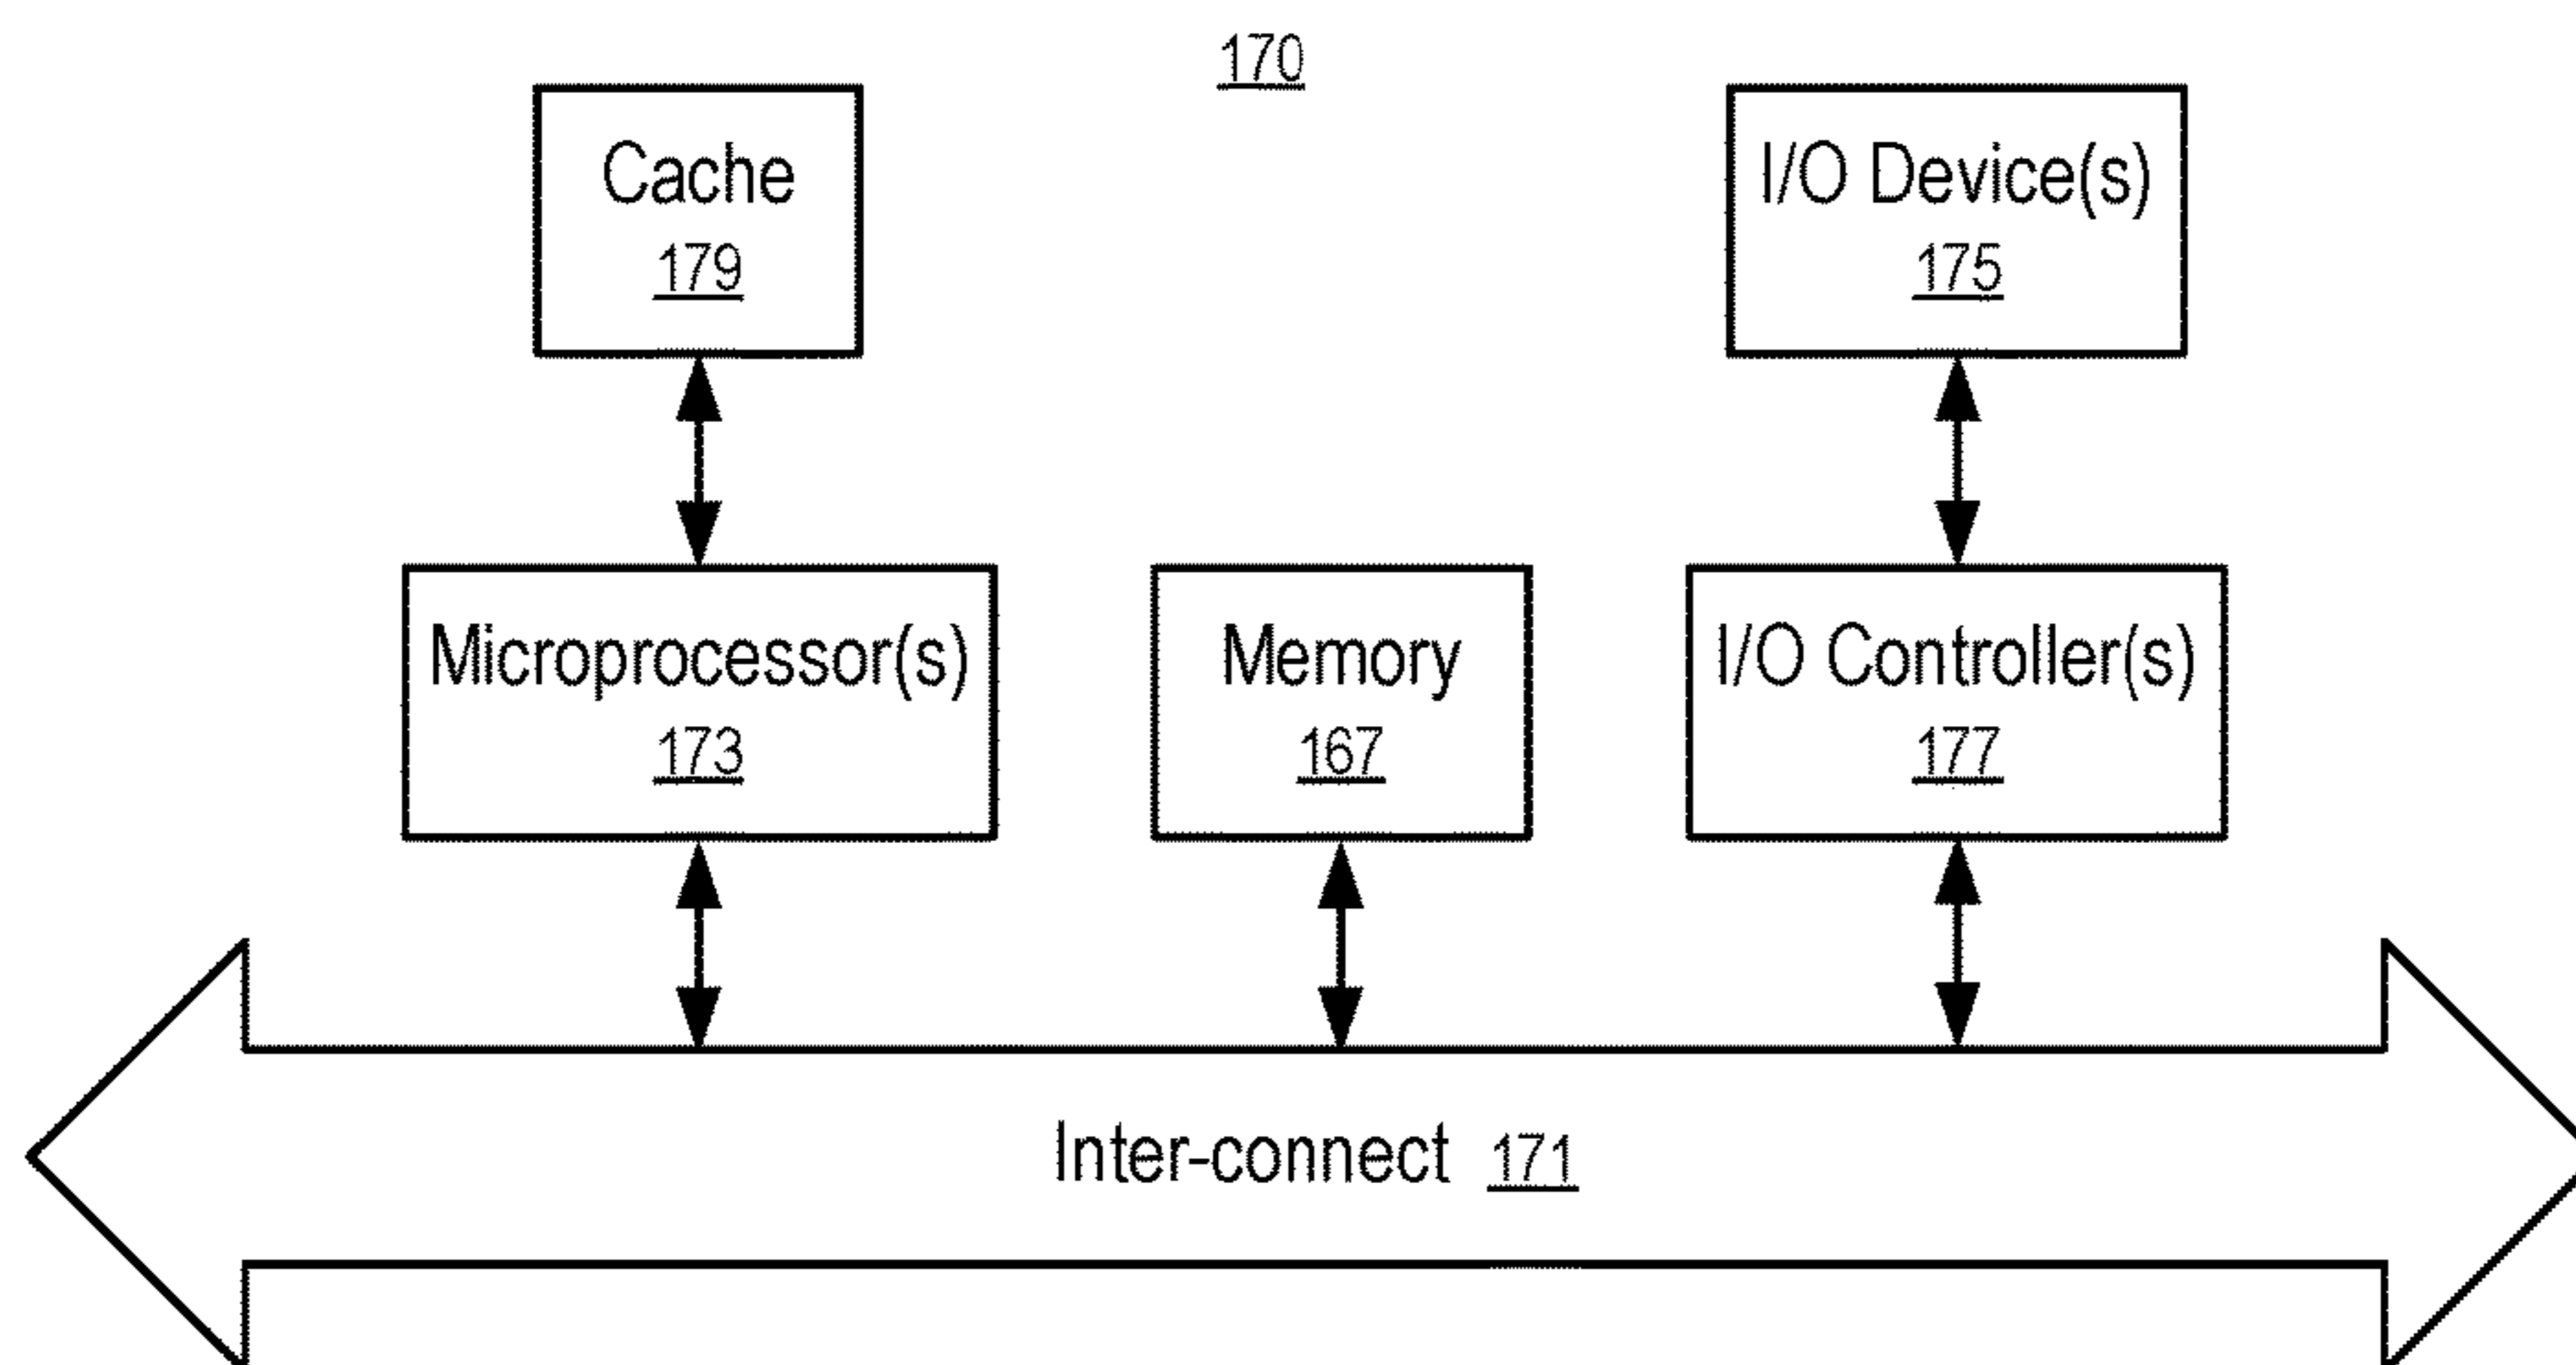 170
Cache
179
I/O Device(s)
175
Microprocessor(s)
173
Memory
167
I/O Controller(s)
177
Inter-connect 171